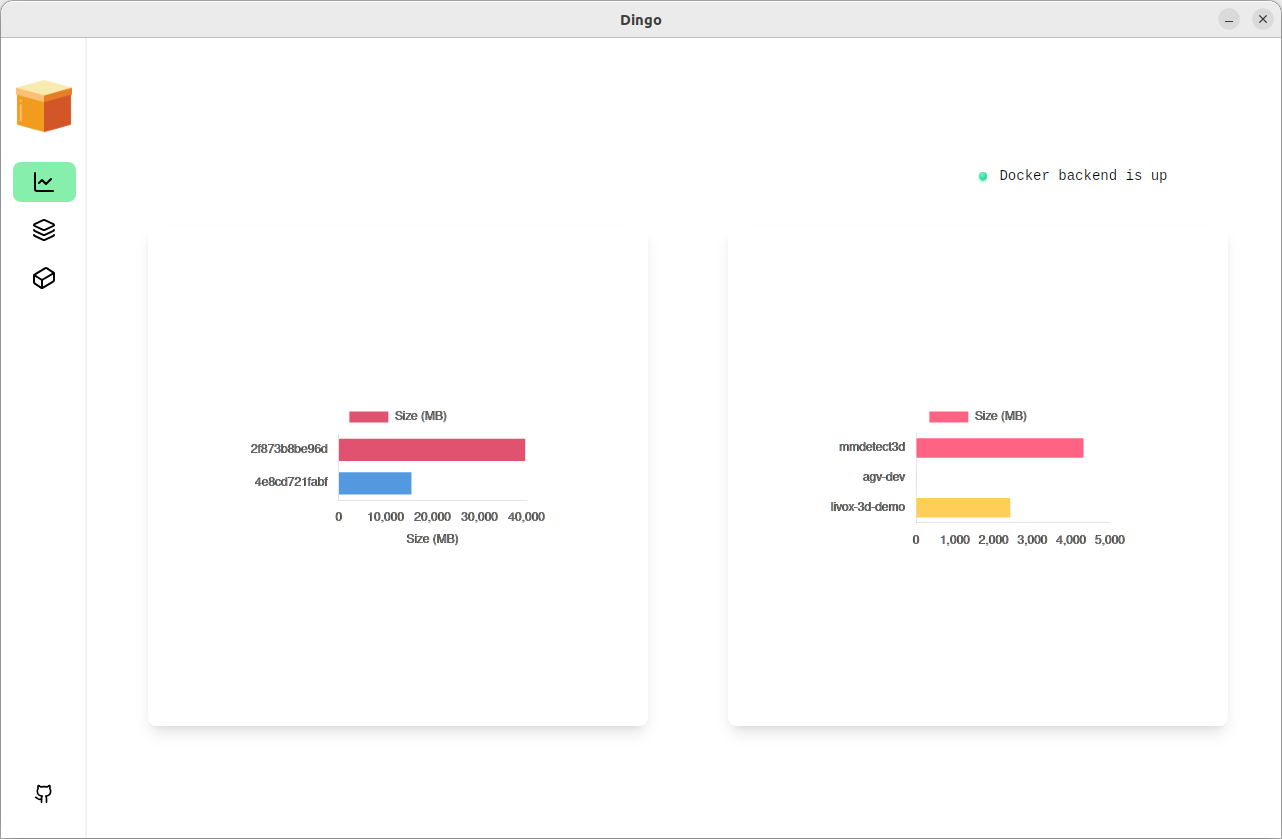 Dingo
Docker backend is up
Size (MB)
2f873b8be96d
4e8cd721fabf
0 10,000 20,000 30,000 40,000
Size (MB)
Size (MB)
mmdetect3d
agv-dev
livox-3d-demo
0 1,000 2,000 3,000 4,000 5,000